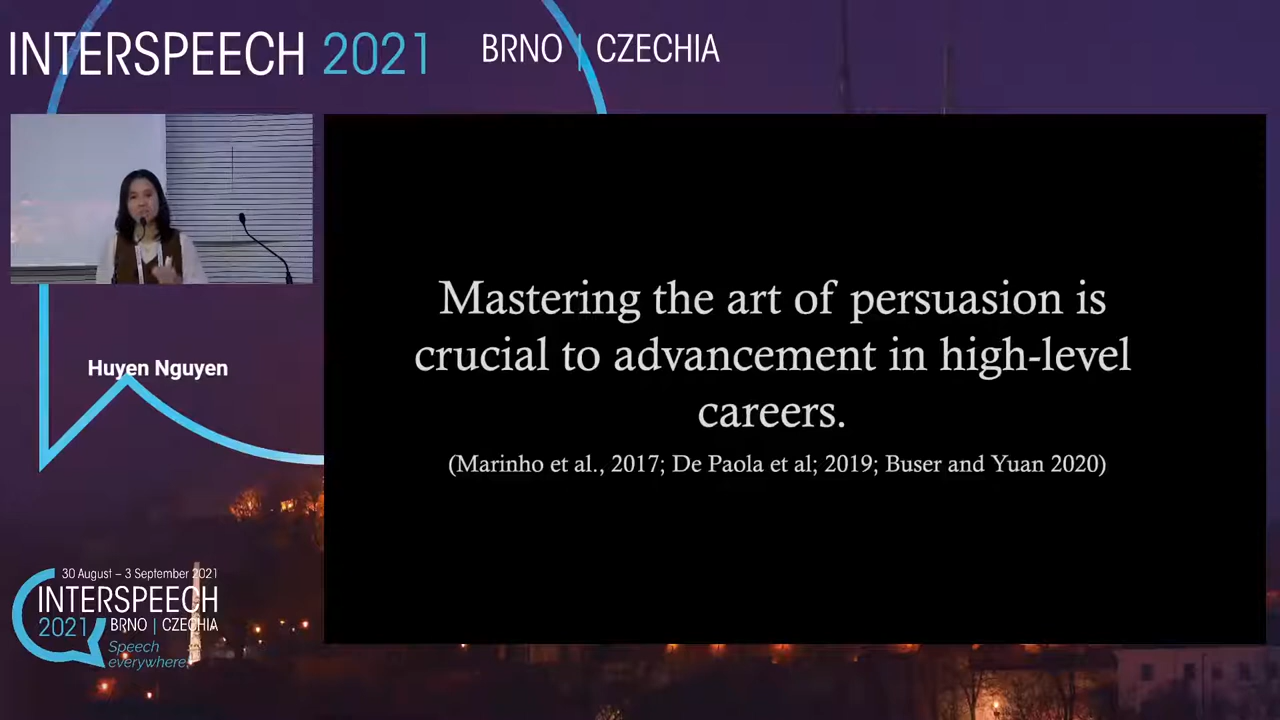 INTERSPEECH 2021 BRNO | CZECHIA
Huyen Nguyen
Mastering the art of persuasion is
crucial to advancement in high-level
careers.
(Marinho et al., 2017; De Paola et al; 2019; Buser and Yuan 2020)
30 August – 3 September 2021
INTERSPEECH
2021 BRNO | CZECHIA
Speech
everywhere!